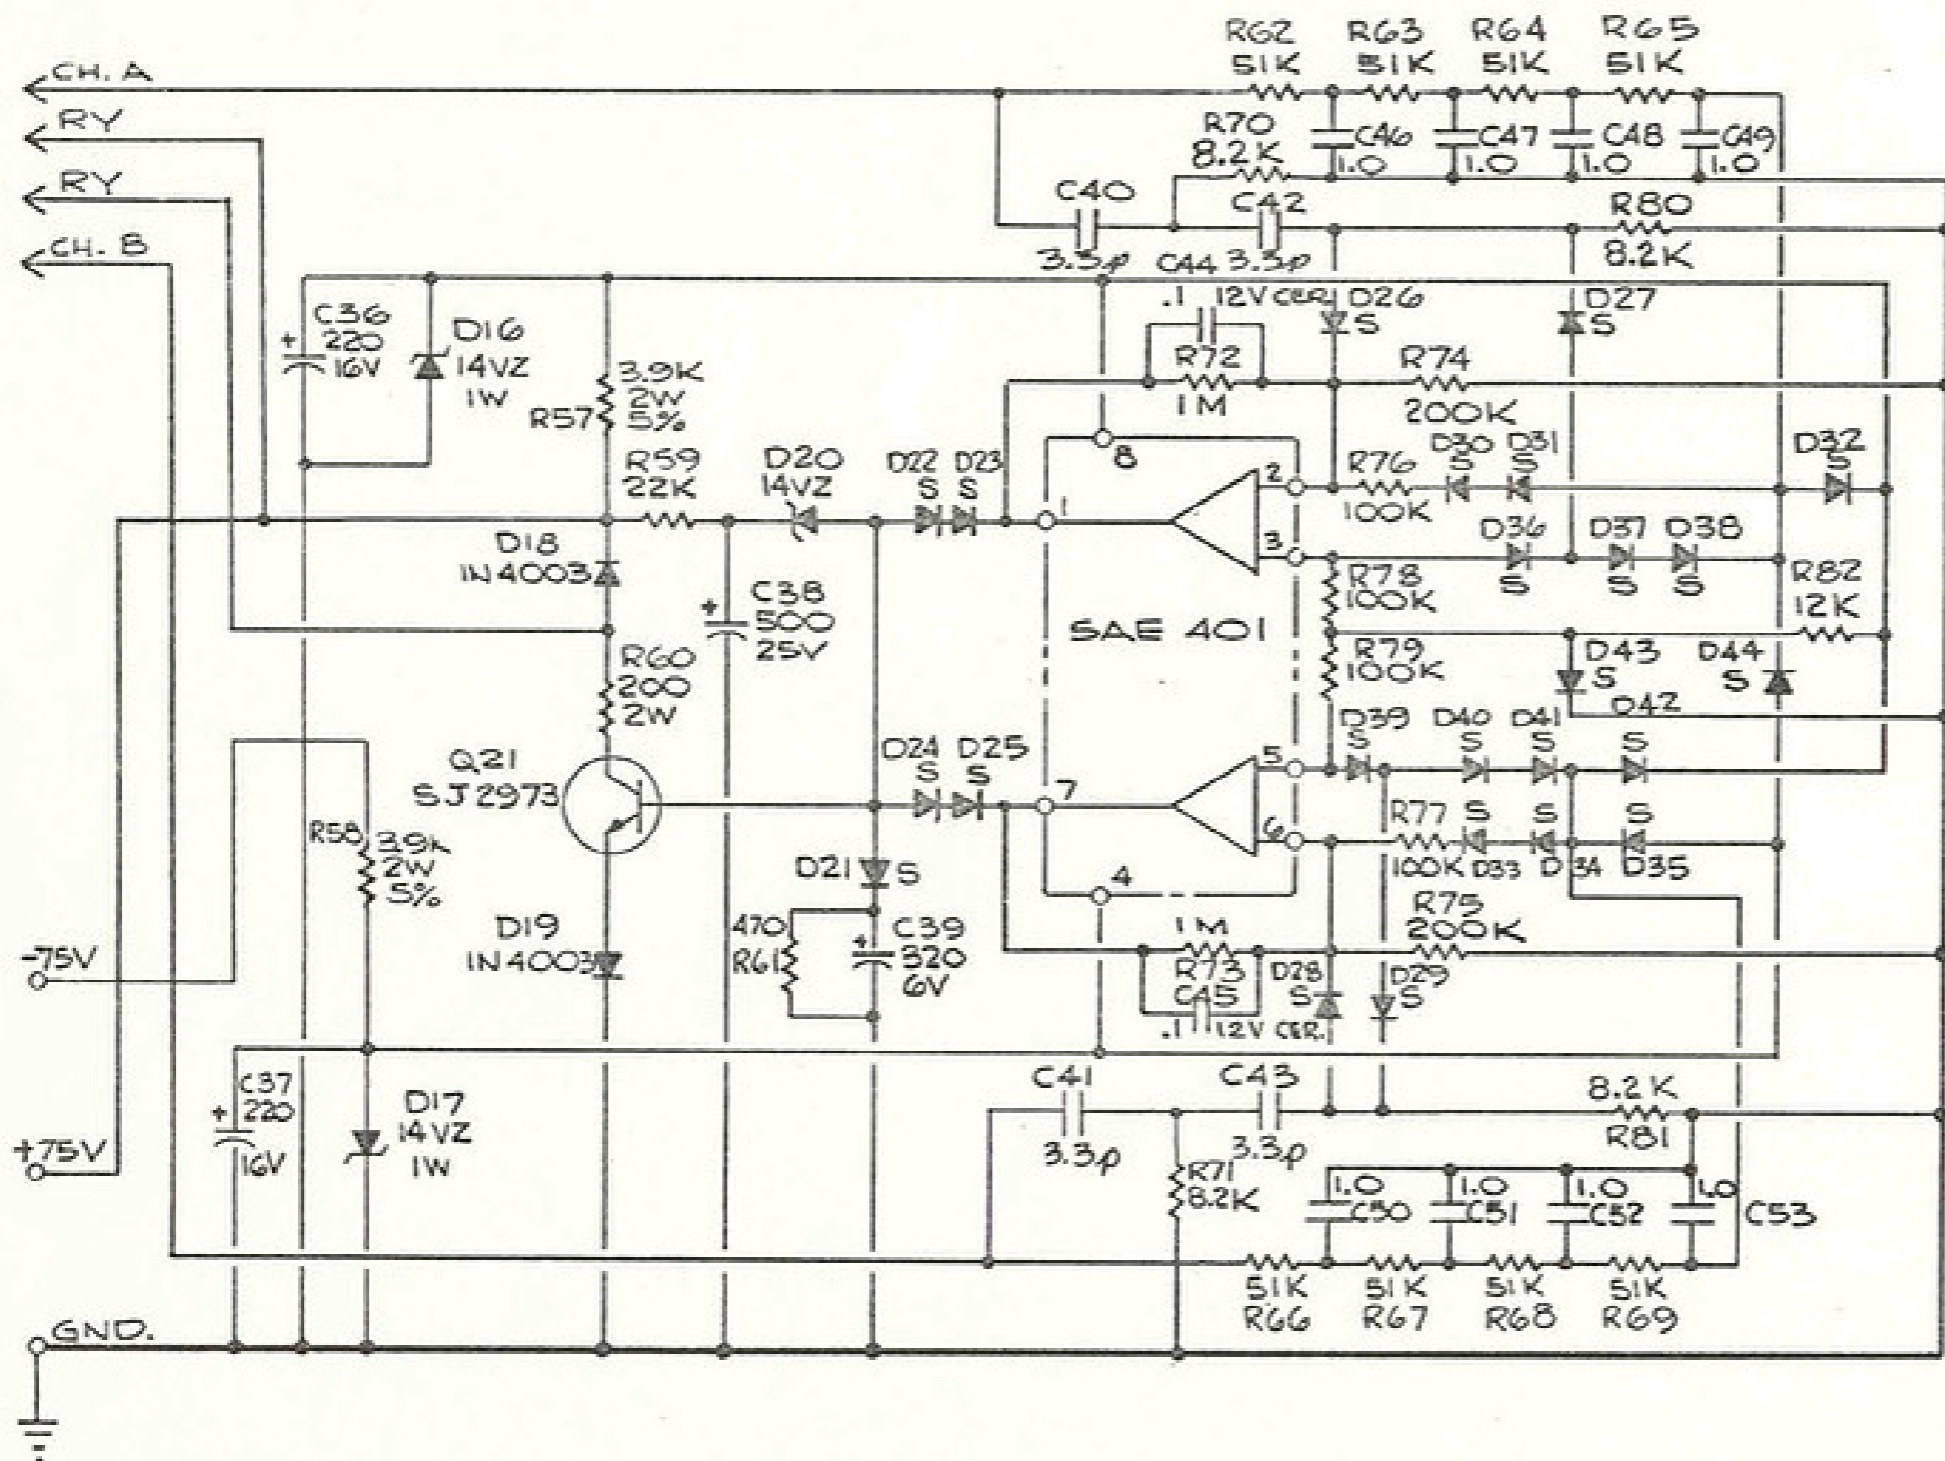 R62 R63 R64 R65
51K 51K 51K 51K
CH. A
RY
RY
CH. B
R70
8.2K
C46
1.0
C47
1.0
C48
1.0
C49
1.0
C40
3.3p
C42
3.3p
R80
8.2K
C44
.1 12V CER.
D26
S
D27
S
C36
220
16V
+
D16
14VZ
1W
3.9K
2W
5%
R57
R72
1M
R74
200K
R59
22K
D20
14VZ
D22 D23
S S
8
1
2
3
R76
100K
D30 D31
S S
D32
S
D18
1N4003
D36
S
D37 D38
S S
R78
100K
R82
12K
+
C38
500
25V
SAE 401
R60
200
2W
R79
100K
D43
S
D44
S
Q21
SJ2973
D24 D25
S S
7
5
6
4
D39
S
D40
S
D41
S
D42
S
R77
100K
S S S
D33 D34 D35
R58
3.9K
2W
5%
D21 S
470
R61
+
C39
320
6V
D19
1N4003
1M
R73
C45
.1 12V CER.
R75
200K
D28
S
D29
S
-75V
C37
220
16V
+
D17
14VZ
1W
+75V
C41
3.3p
C43
3.3p
8.2K
R81
R71
8.2K
1.0
C50
1.0
C51
1.0
C52
1.0
C53
51K 51K 51K 51K
R66 R67 R68 R69
GND.